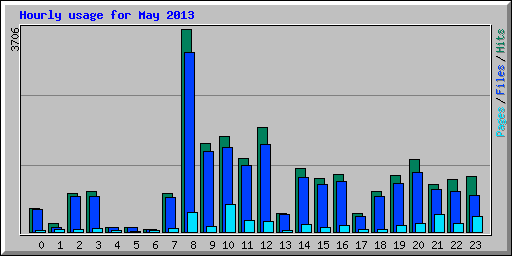 Hourly usage for May 2013
3706
Pages/Files/Hits
0 1 2 3 4 5 6 7 8 9 10 11 12 13 14 15 16 17 18 19 20 21 22 23